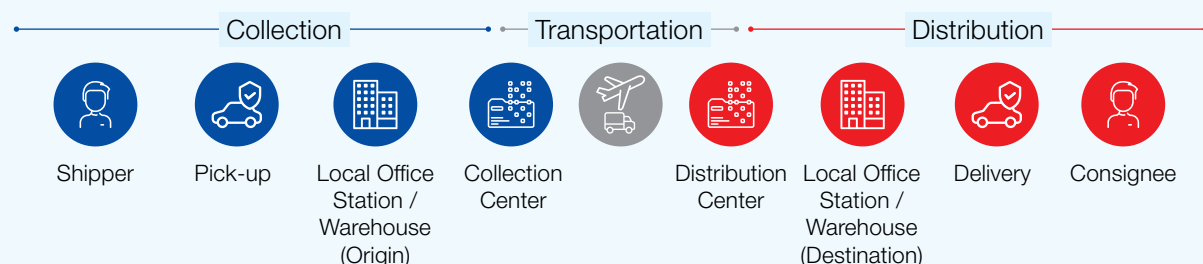 Collection
Transportation
Distribution
Shipper
Pick-up
Local Office
Station /
Warehouse
(Origin)
Collection
Center
Distribution
Center
Local Office
Station /
Warehouse
(Destination)
Delivery
Consignee